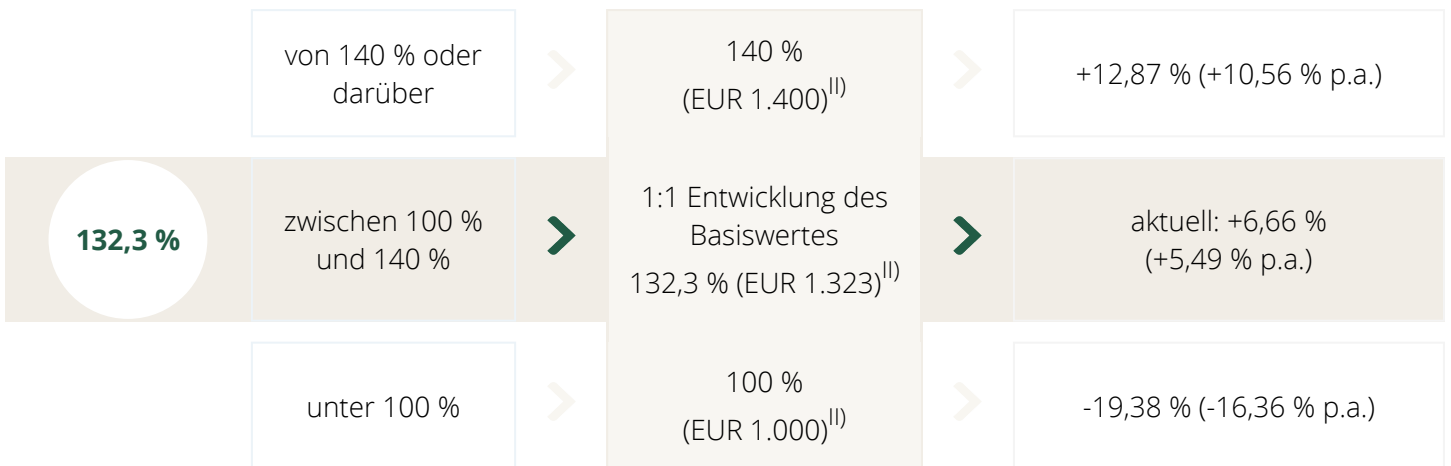 von 140 % oder
darüber
140 %
(EUR 1.400)II)
+12,87 % (+10,56 % p.a.)
132,3 %
zwischen 100 %
und 140 %
1:1 Entwicklung des
Basiswertes
132,3 % (EUR 1.323)II)
aktuell: +6,66 %
(+5,49 % p.a.)
unter 100 %
100 %
(EUR 1.000)II)
-19,38 % (-16,36 % p.a.)